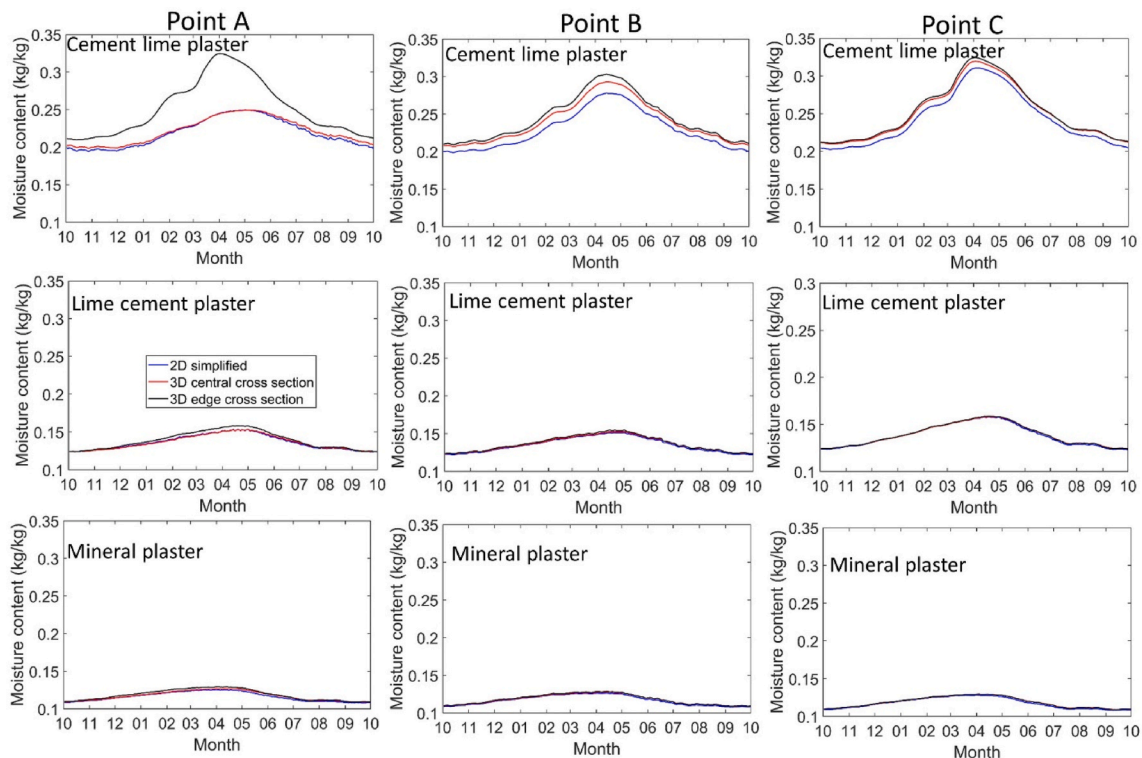 Point A
Point B
Point C
Cement lime plaster
Moisture content (kg/kg)
0.35
0.3
0.25
0.2
0.15
0.1
10 11 12 01 02 03 04 05 06 07 08 09 10
Month
Cement lime plaster
Moisture content (kg/kg)
0.35
0.3
0.25
0.2
0.15
0.1
10 11 12 01 02 03 04 05 06 07 08 09 10
Month
Cement lime plaster
Moisture content (kg/kg)
0.35
0.3
0.25
0.2
0.15
0.1
10 11 12 01 02 03 04 05 06 07 08 09 10
Month
Lime cement plaster
Moisture content (kg/kg)
0.35
0.3
0.25
0.2
0.15
0.1
2D simplified
3D central cross section
3D edge cross section
10 11 12 01 02 03 04 05 06 07 08 09 10
Month
Lime cement plaster
Moisture content (kg/kg)
0.35
0.3
0.25
0.2
0.15
0.1
10 11 12 01 02 03 04 05 06 07 08 09 10
Month
Lime cement plaster
Moisture content (kg/kg)
0.3
0.25
0.2
0.15
0.1
10 11 12 01 02 03 04 05 06 07 08 09 10
Month
Mineral plaster
Moisture content (kg/kg)
0.35
0.3
0.25
0.2
0.15
0.1
10 11 12 01 02 03 04 05 06 07 08 09 10
Month
Mineral plaster
Moisture content (kg/kg)
0.35
0.3
0.25
0.2
0.15
0.1
10 11 12 01 02 03 04 05 06 07 08 09 10
Month
Mineral plaster
Moisture content (kg/kg)
0.35
0.3
0.25
0.2
0.15
0.1
10 11 12 01 02 03 04 05 06 07 08 09 10
Month